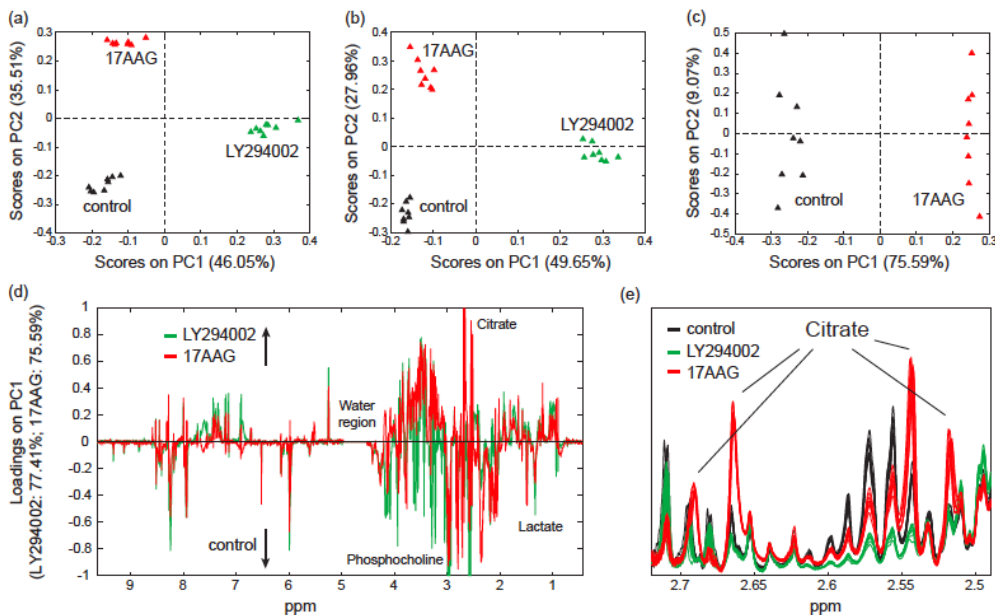 (a)
Scores on PC2 (35.51%)
0.3
0.2
0.1
0
-0.1
-0.2
-0.3
-0.4
17AAG
LY294002
control
-0.3 -0.2 -0.1 0 0.1 0.2 0.3 0.4
Scores on PC1 (46.05%)
(b)
Scores on PC2 (27.96%)
0.4
0.3
0.2
0.1
0
-0.1
-0.2
-0.3
17AAG
LY294002
control
-0.3 -0.2 -0.1 0 0.1 0.2 0.3 0.4
Scores on PC1 (49.65%)
(c)
Scores on PC2 (9.07%)
0.5
0.4
0.3
0.2
0.1
0
-0.1
-0.2
-0.3
-0.4
-0.5
control
17AAG
-0.4 -0.3 -0.2 -0.1 0 0.1 0.2 0.3
Scores on PC1 (75.59%)
(d)
Loadings on PC1
(LY294002: 77.41%; 17AAG: 75.59%)
1
0.8
0.6
0.4
0.2
0
-0.2
-0.4
-0.6
-0.8
-1
LY294002
17AAG
Citrate
Water
region
control
Lactate
Phosphocholine
9 8 7 6 5 4 3 2 1
ppm
(e)
control
LY294002
17AAG
Citrate
2.7 2.65 2.6 2.55 2.5
ppm